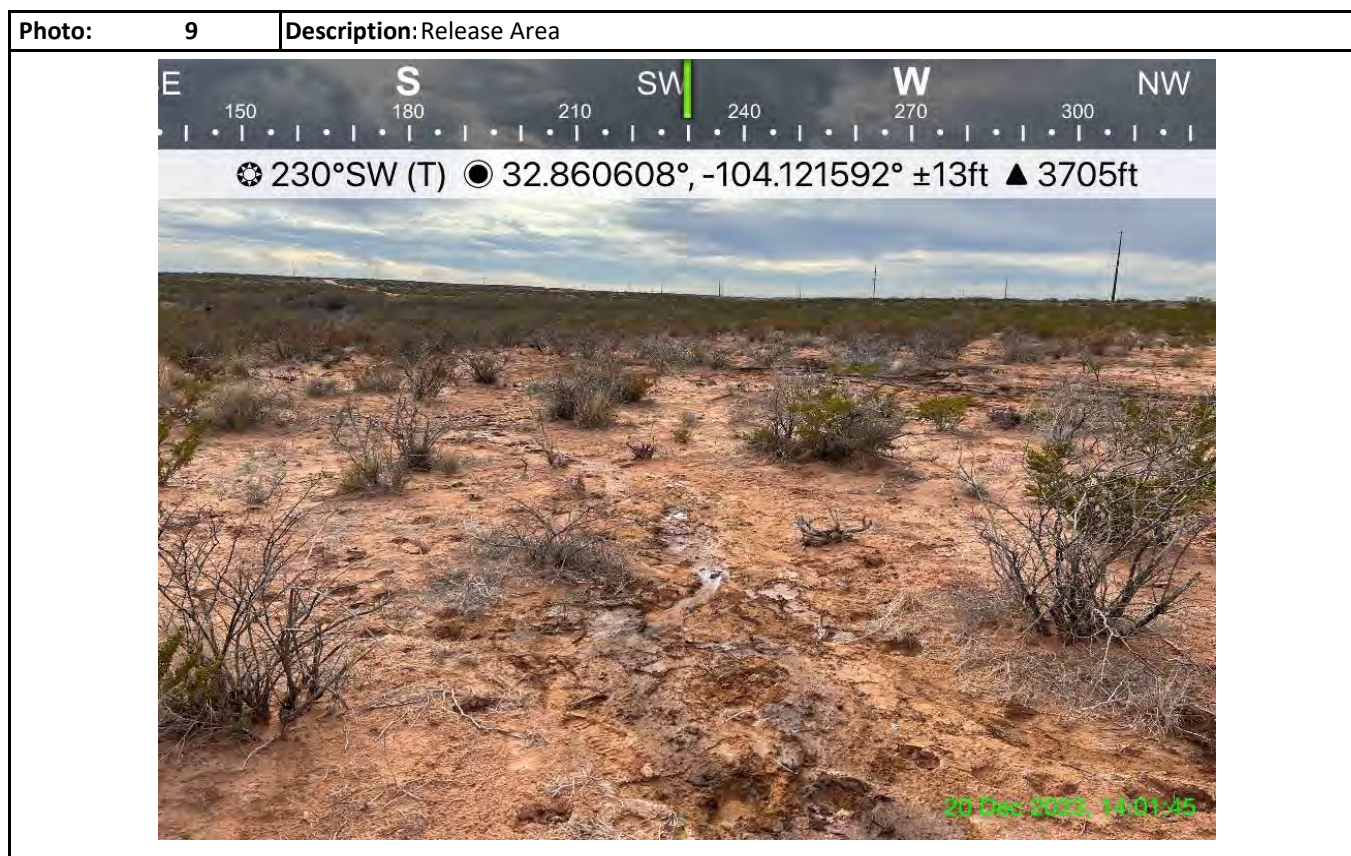 Photo: 9 Description: Release Area
E S SW W NW
150 180 210 240 270 300
230°SW (T) 32.860608°, -104.121592° ±13ft ▲ 3705ft
20 Dec 2023, 14:01:45